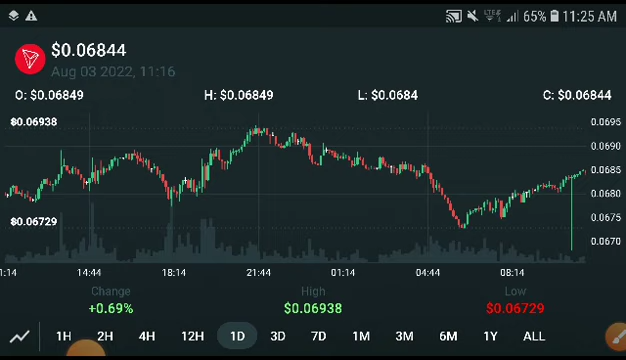 65% 11:25 AM
$0.06844
Aug 03 2022, 11:16
O: $0.06849 H: $0.06849 L: $0.0684 C: $0.06844
฿0.06938
฿0.06729
0.0695
0.0690
0.0685
0.0680
0.0675
0.0670
1:14 14:44 18:14 21:44 01:14 04:44 08:14
Change High Low
+0.69% $0.06938 $0.06729
1H 2H 4H 12H 1D 3D 7D 1M 3M 6M 1Y ALL